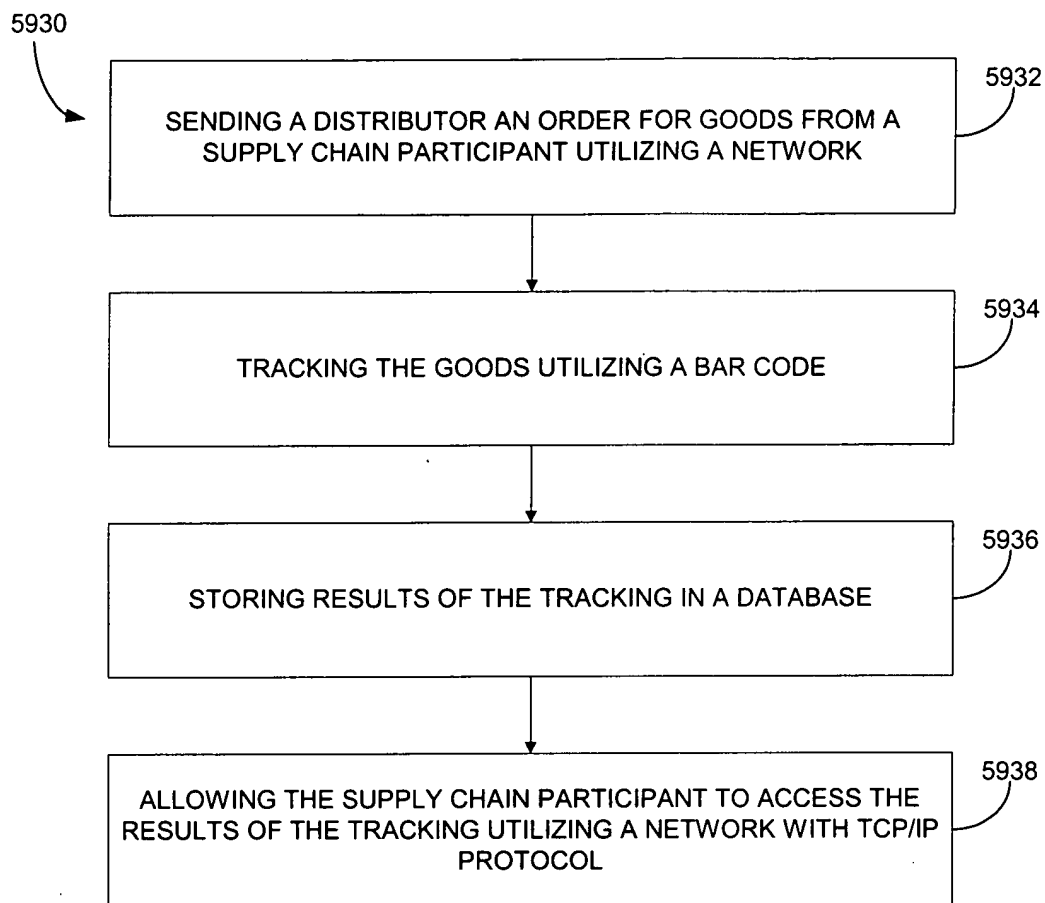 5930
5932
SENDING A DISTRIBUTOR AN ORDER FOR GOODS FROM A
SUPPLY CHAIN PARTICIPANT UTILIZING A NETWORK
5934
TRACKING THE GOODS UTILIZING A BAR CODE
5936
STORING RESULTS OF THE TRACKING IN A DATABASE
5938
ALLOWING THE SUPPLY CHAIN PARTICIPANT TO ACCESS THE
RESULTS OF THE TRACKING UTILIZING A NETWORK WITH TCP/IP
PROTOCOL